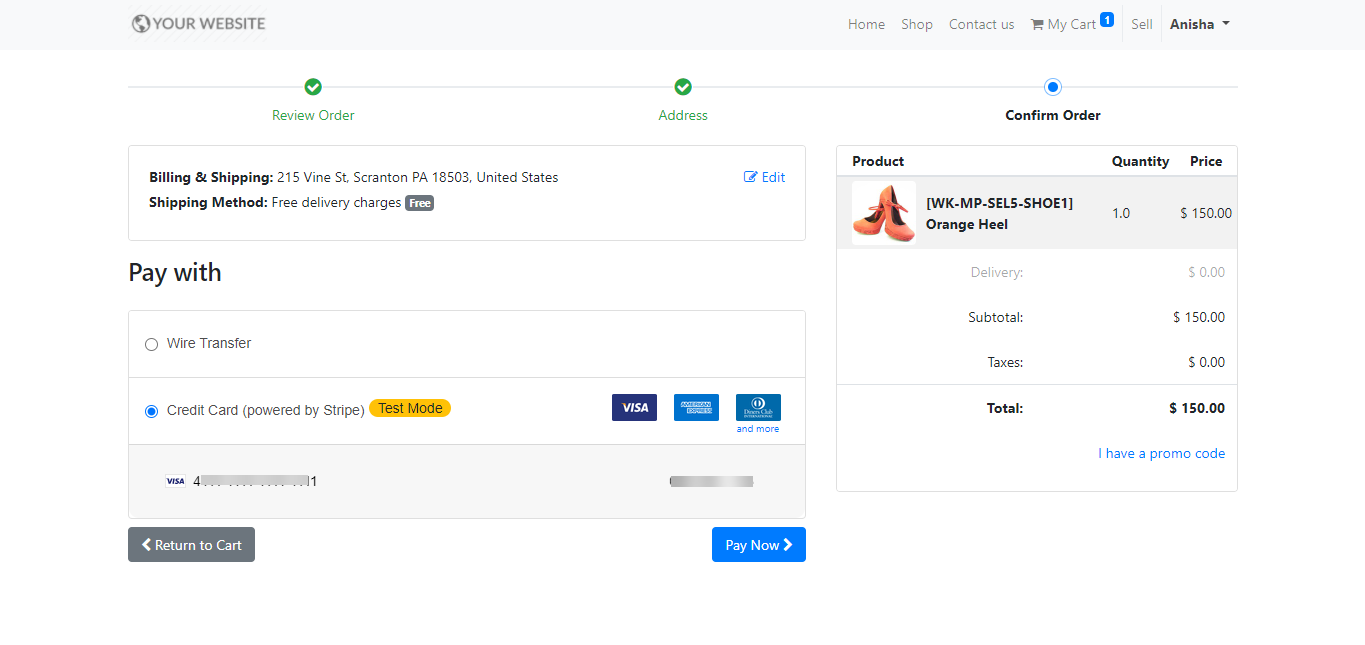 YOUR WEBSITE
Home Shop Contact us My Cart 1 Sell Anisha
Review Order Address Confirm Order
Billing & Shipping: 215 Vine St, Scranton PA 18503, United States Edit
Shipping Method: Free delivery charges Free
Pay with
Wire Transfer
Credit Card (powered by Stripe) Test Mode VISA AMERICAN EXPRESS Diners Club INTERNATIONAL
and more
VISA 4 1
Return to Cart Pay Now
Product Quantity Price
[WK-MP-SEL5-SHOE1]
Orange Heel 1.0 $ 150.00
Delivery: $ 0.00
Subtotal: $ 150.00
Taxes: $ 0.00
Total: $ 150.00
I have a promo code